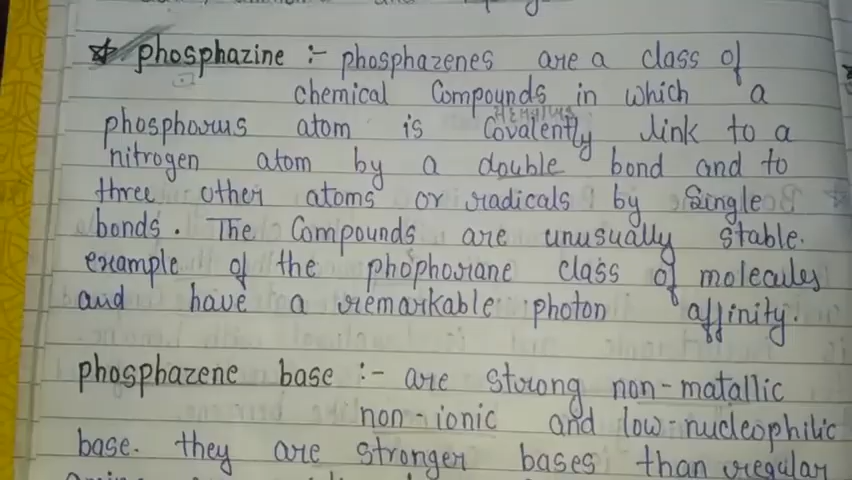 * phosphazine :- phosphazenes are a class of
chemical Compounds in which a
phosphorus atom is Covalently link to a
nitrogen atom by a double bond and to
three other atoms or radicals by Single
bonds. The Compounds are unusually stable.
example of the phophorane class of molecules
and have a remarkable photon affinity.
phosphazene base :- are strong non-matallic
non-ionic and low-nucleophilic
base. they are stronger bases than regular